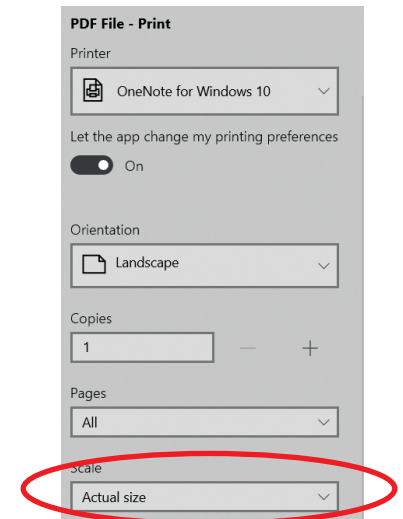 PDF File - Print
Printer
OneNote for Windows 10
Let the app change my printing preferences
On
Orientation
Landscape
Copies
1
Pages
All
Scale
Actual size